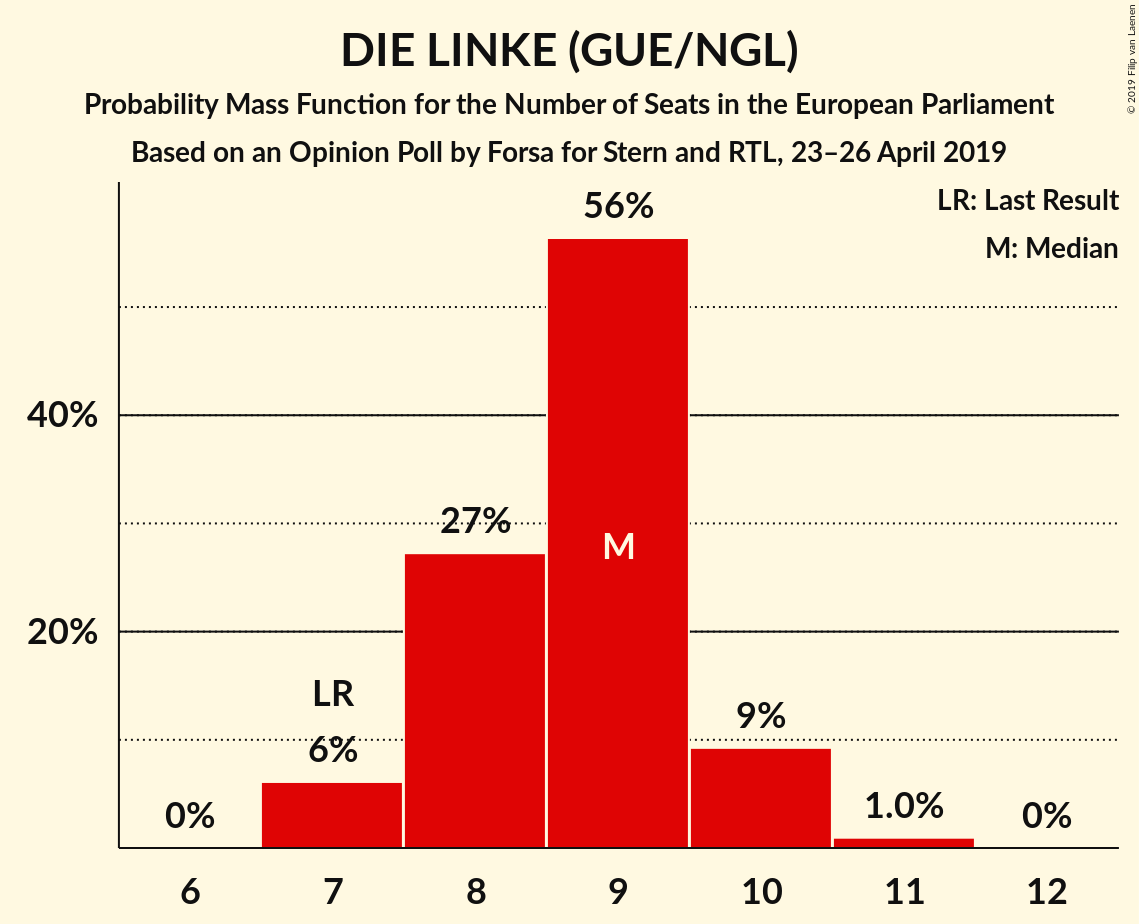 DIE LINKE (GUE/NGL)
Probability Mass Function for the Number of Seats in the European Parliament
Based on an Opinion Poll by Forsa for Stern and RTL, 23–26 April 2019
© 2019 Filip van Laenen
LR: Last Result
M: Median
56%
40%
27%
M
20%
LR
9%
6%
1.0%
0%
0%
6 7 8 9 10 11 12